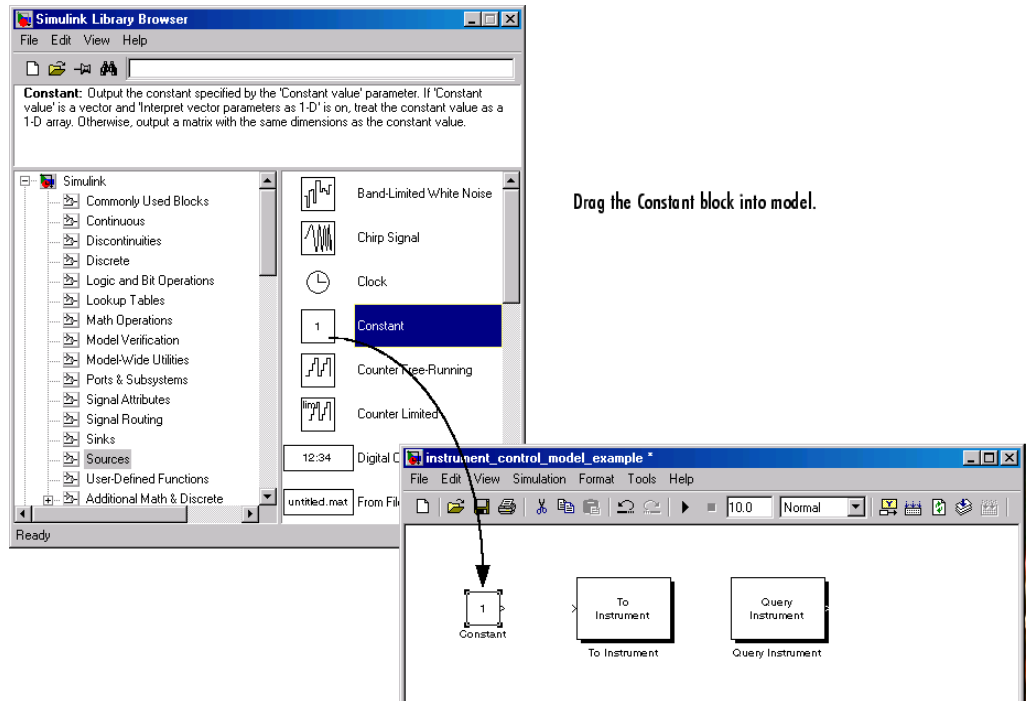 Simulink Library Browser
File Edit View Help
Constant: Output the constant specified by the 'Constant value' parameter. If 'Constant
value' is a vector and 'Interpret vector parameters as 1-D' is on, treat the constant value as a
1-D array. Otherwise, output a matrix with the same dimensions as the constant value.
Simulink
Commonly Used Blocks
Continuous
Discontinuities
Discrete
Logic and Bit Operations
Lookup Tables
Math Operations
Model Verification
Model-Wide Utilities
Ports & Subsystems
Signal Attributes
Signal Routing
Sinks
Sources
User-Defined Functions
Additional Math & Discrete
Band-Limited White Noise
Chirp Signal
Clock
1 Constant
Counter Free-Running
lim Counter Limited
12:34 Digital C
untitled.mat From File
Ready
Drag the Constant block into model.
instrument_control_model_example *
File Edit View Simulation Format Tools Help
10.0 Normal
1
Constant
To
Instrument
To Instrument
Query
Instrument
Query Instrument